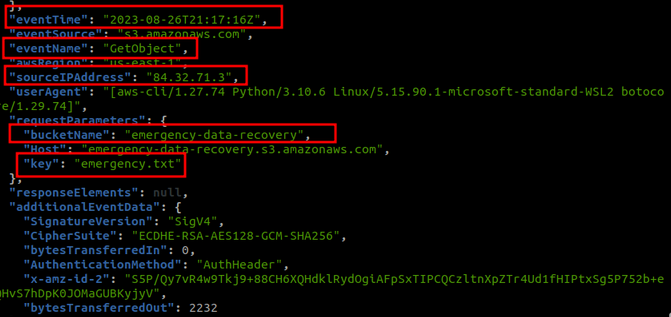 },
"eventTime": "2023-08-26T21:17:16Z",
"eventSource": "s3.amazonaws.com",
"eventName": "GetObject",
"awsRegion": "us-east-1",
"sourceIPAddress": "84.32.71.3",
"userAgent": "[aws-cli/1.27.74 Python/3.10.6 Linux/5.15.90.1-microsoft-standard-WSL2 botoco
re/1.29.74]",
"requestParameters": {
"bucketName": "emergency-data-recovery",
"Host": "emergency-data-recovery.s3.amazonaws.com",
"key": "emergency.txt"
},
"responseElements": null,
"additionalEventData": {
"SignatureVersion": "SigV4",
"CipherSuite": "ECDHE-RSA-AES128-GCM-SHA256",
"bytesTransferredIn": 0,
"AuthenticationMethod": "AuthHeader",
"x-amz-id-2": "S5P/Qy7vR4w9Tkj9+88CH6XQHdklRydOgiAFpSxTIPCQCzltnXpZTr4Ud1fHIPtxSg5P752b+e
QHvS7hDpK0JOMaGUBKyjyV",
"bytesTransferredOut": 2232